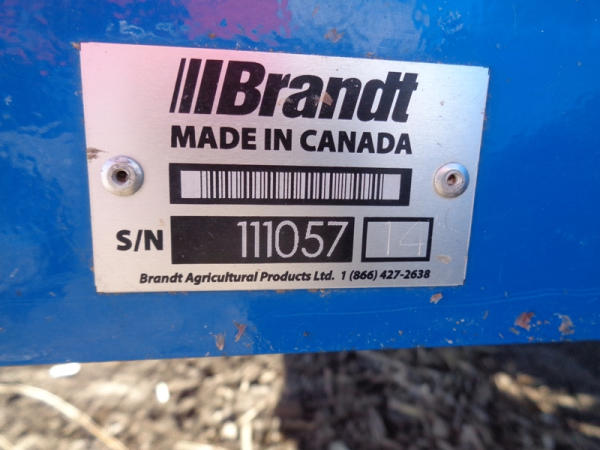 Brandt
MADE IN CANADA
S/N 111057 14
Brandt Agricultural Products Ltd. 1 (866) 427-2638